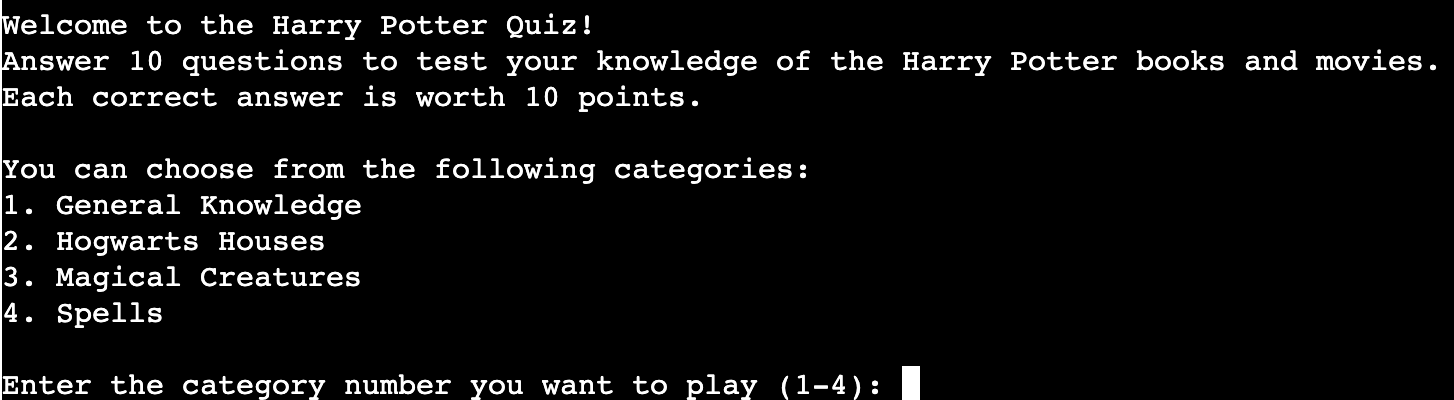 Welcome to the Harry Potter Quiz!
Answer 10 questions to test your knowledge of the Harry Potter books and movies.
Each correct answer is worth 10 points.
You can choose from the following categories:
1. General Knowledge
2. Hogwarts Houses
3. Magical Creatures
4. Spells
Enter the category number you want to play (1-4):